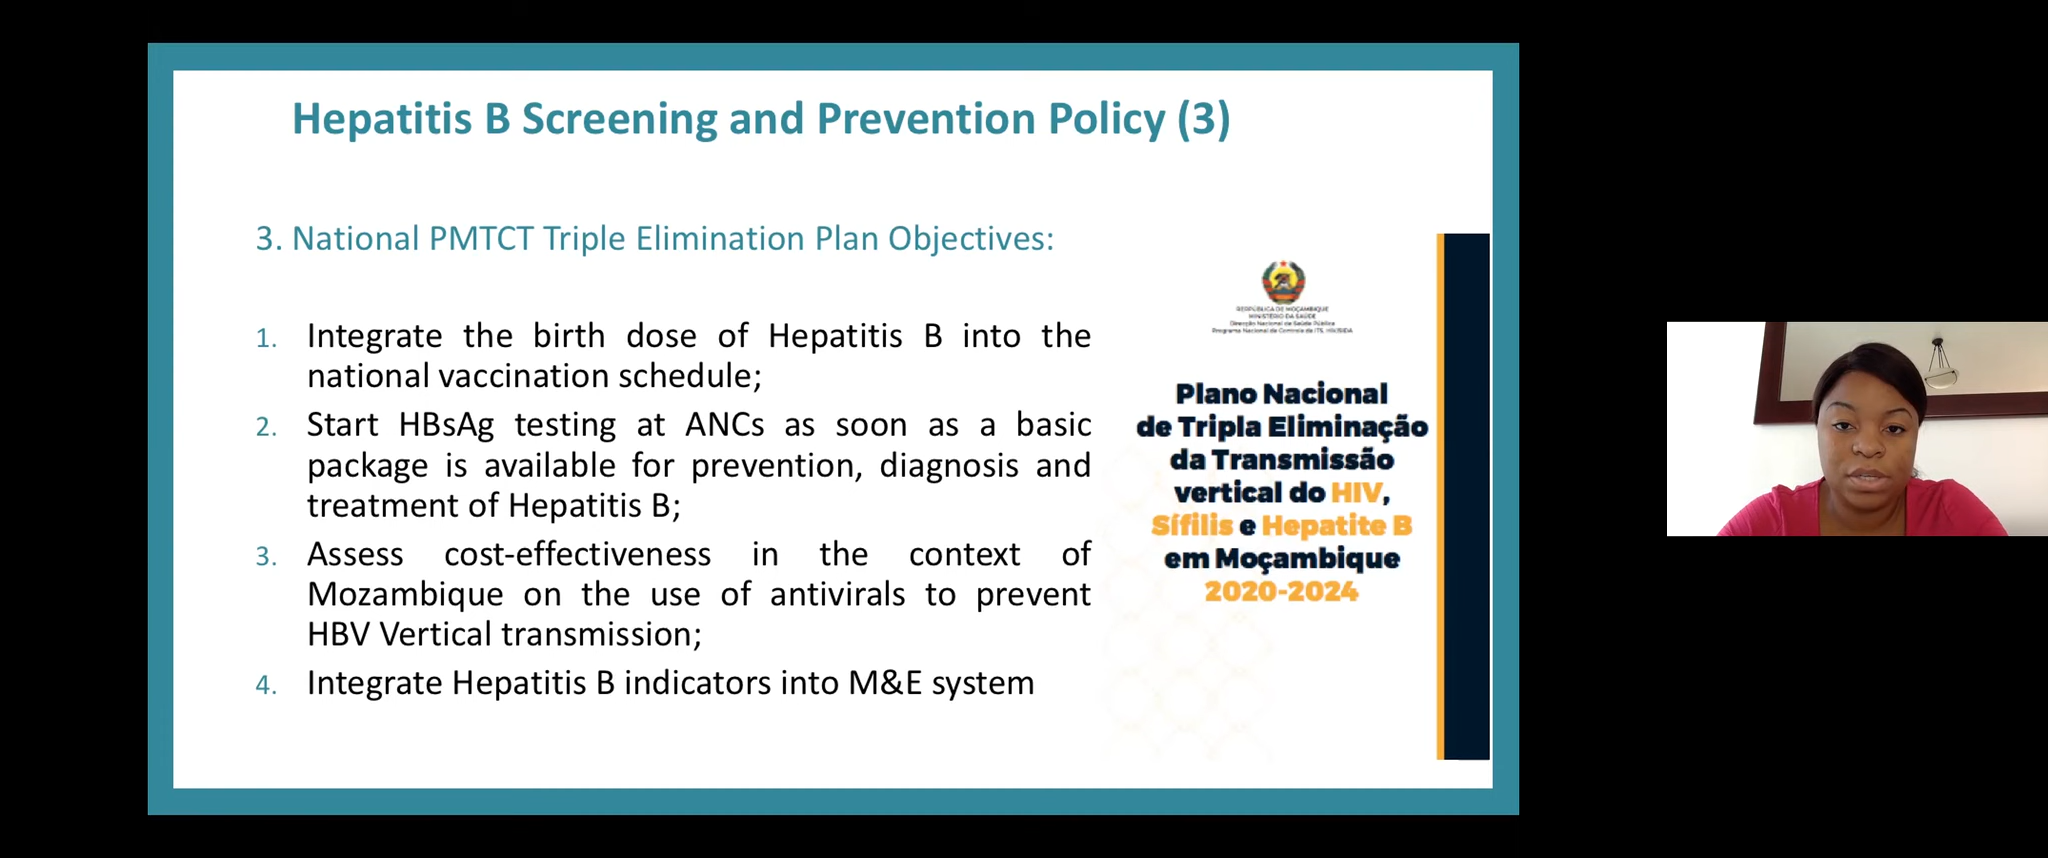 Hepatitis B Screening and Prevention Policy (3)
3. National PMTCT Triple Elimination Plan Objectives:
1. Integrate the birth dose of Hepatitis B into the
national vaccination schedule;
2. Start HBsAg testing at ANCs as soon as a basic
package is available for prevention, diagnosis and
treatment of Hepatitis B;
3. Assess cost-effectiveness in the context of
Mozambique on the use of antivirals to prevent
HBV Vertical transmission;
4. Integrate Hepatitis B indicators into M&E system
REPÚBLICA DE MOÇAMBIQUE
MINISTÉRIO DA SAÚDE
Direcção Nacional de Saúde Pública
Programa Nacional de Controle de ITS, HIV/SIDA
Plano Nacional
de Tripla Eliminação
da Transmissão
vertical do HIV,
Sífilis e Hepatite B
em Moçambique
2020-2024